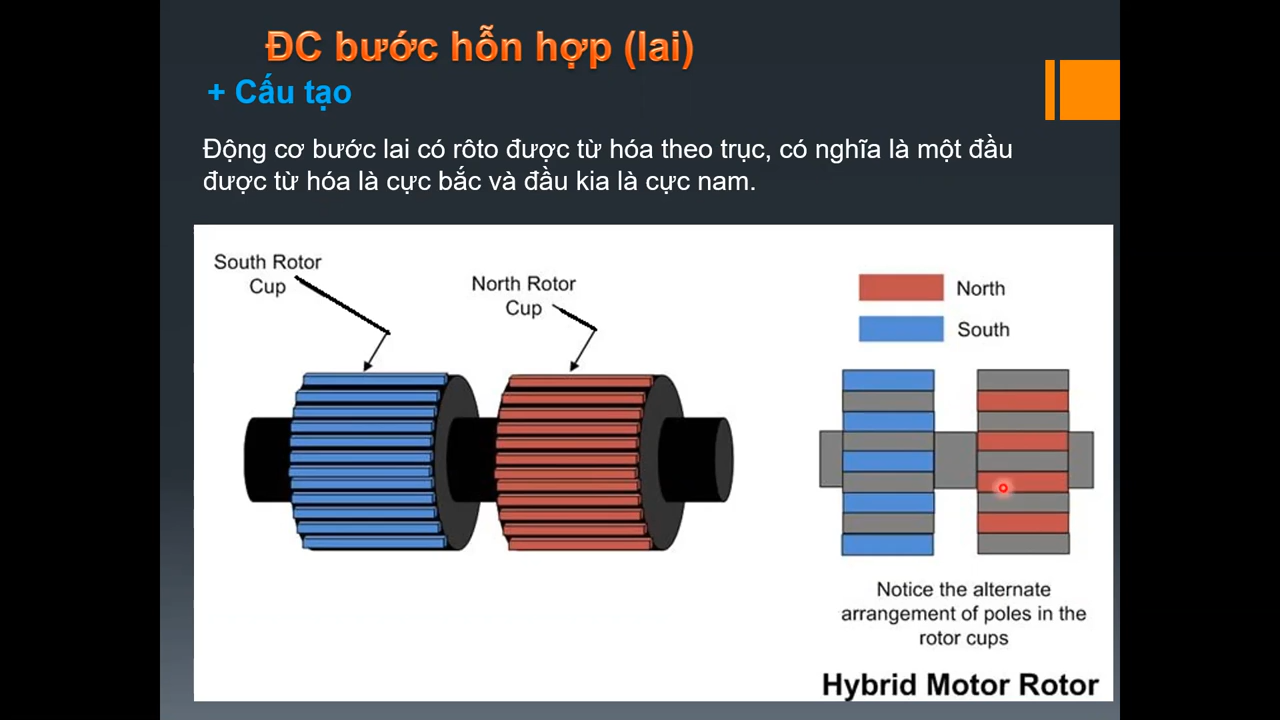 ĐC bước hỗn hợp (lai)
+ Cấu tạo
Động cơ bước lai có rôto được từ hóa theo trục, có nghĩa là một đầu
được từ hóa là cực bắc và đầu kia là cực nam.
South Rotor
Cup
North Rotor
Cup
North
South
Notice the alternate
arrangement of poles in the
rotor cups
Hybrid Motor Rotor